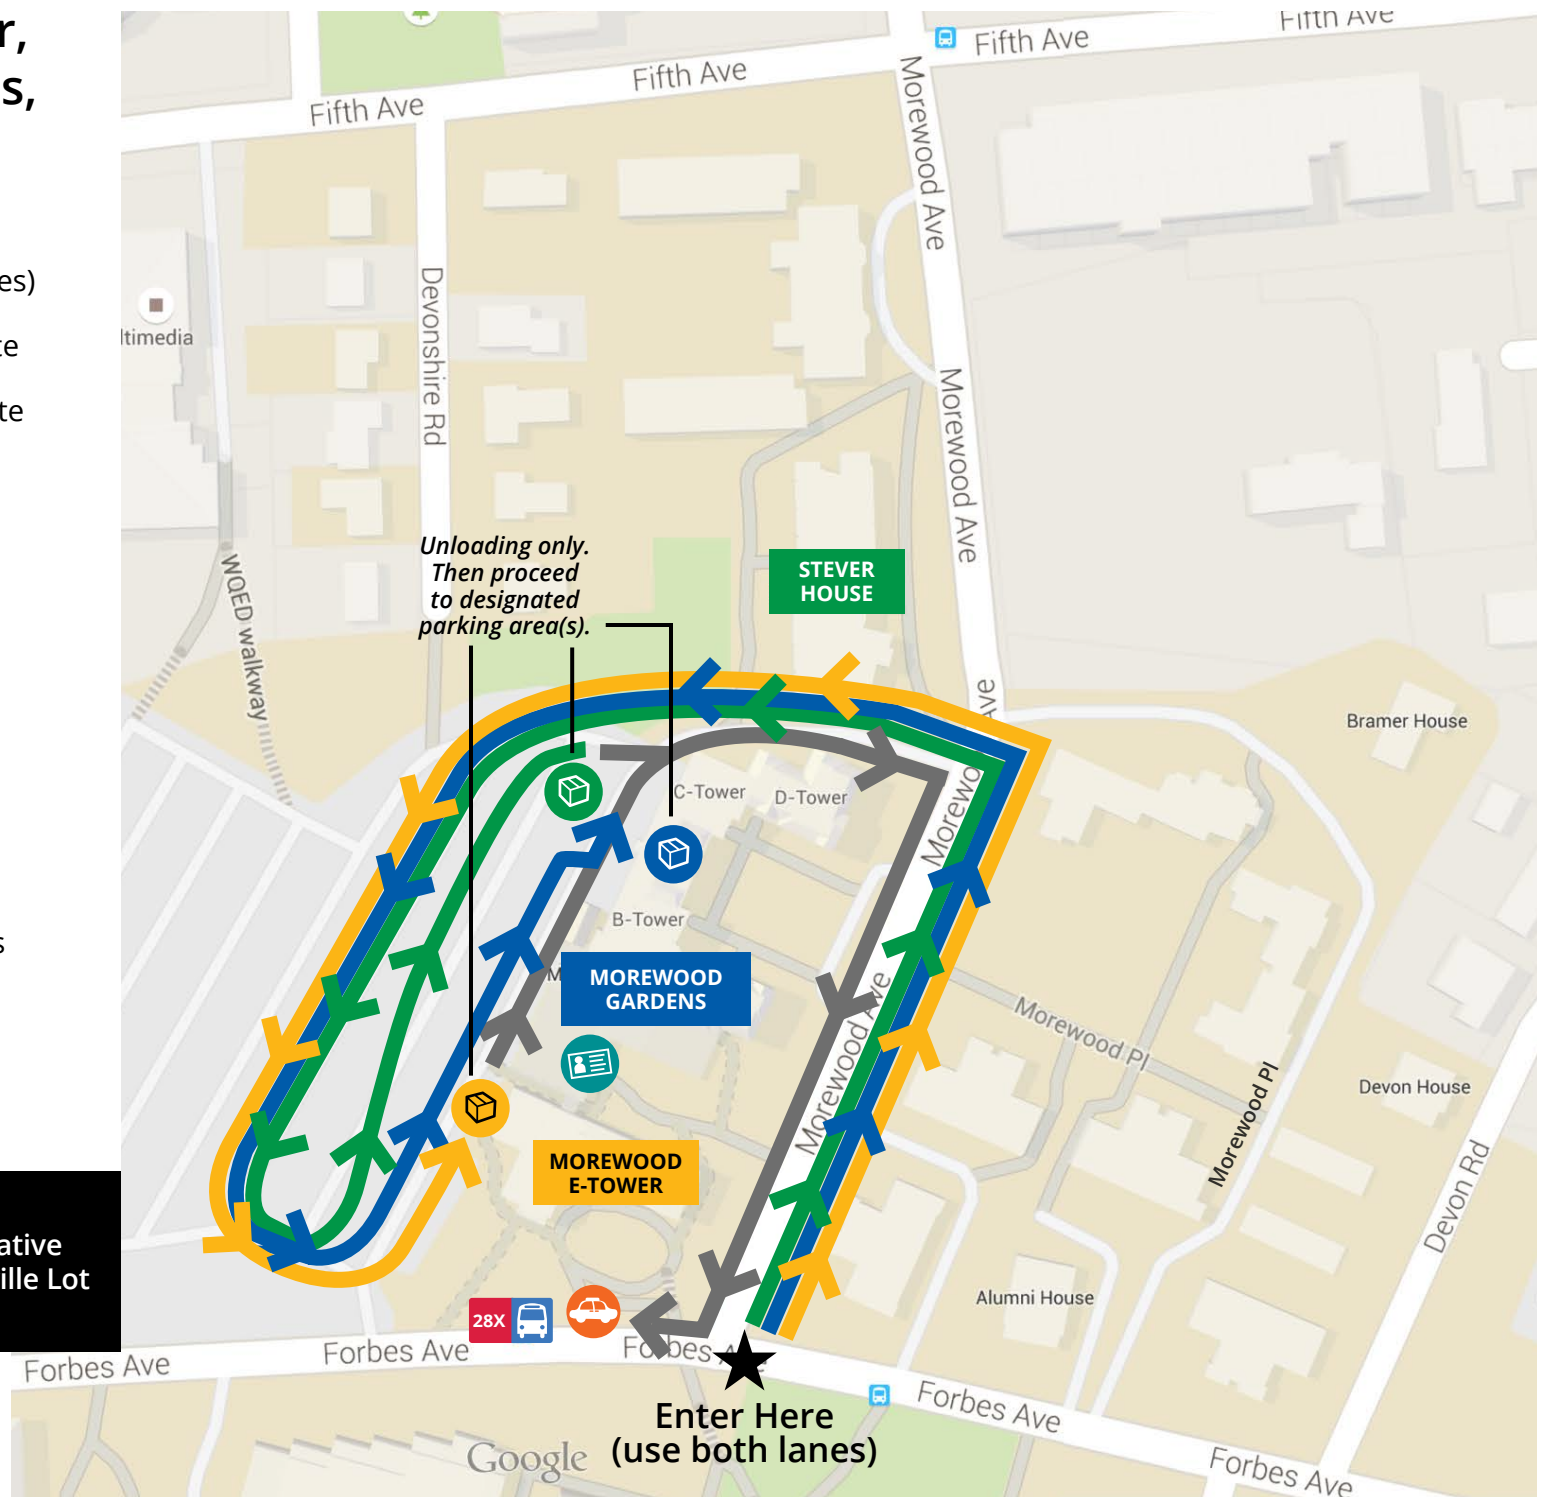 r,
s,
es)
te
te
s
ative
ille Lot
Fifth Ave
Fifth Ave
Fifth Ave
Fifth Ave
Morewood Ave
Devonshire Rd
ltimedia
Morewood Ave
WQED walkway
Unloading only.
Then proceed
to designated
parking area(s).
STEVER
HOUSE
Ave
Bramer House
C-Tower
D-Tower
Morewo
B-Tower
M
MOREWOOD
GARDENS
Morewood Ave
Morewood Pl
Morewood Pl
Devon House
MOREWOOD
E-TOWER
Devon Rd
Alumni House
28X
Forbes Ave
Forbes Ave
Forbes A e
Enter Here
(use both lanes)
Forbes Ave
Forbes Ave
Google